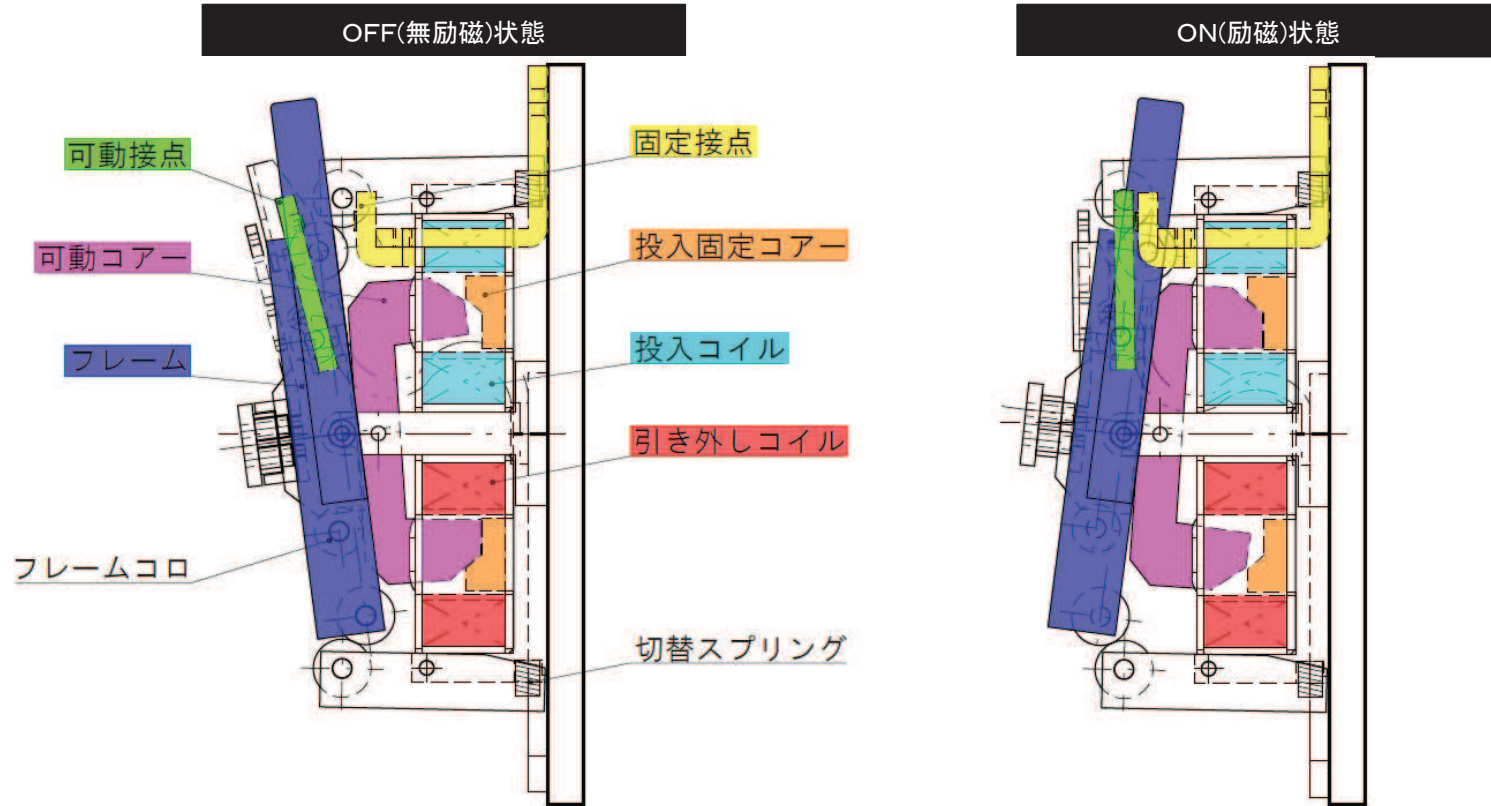 OFF(無励磁)状態
ON(励磁)状態
可動接点
固定接点
可動コアー
投入固定コアー
フレーム
投入コイル
引き外しコイル
フレームコロ
切替スプリング